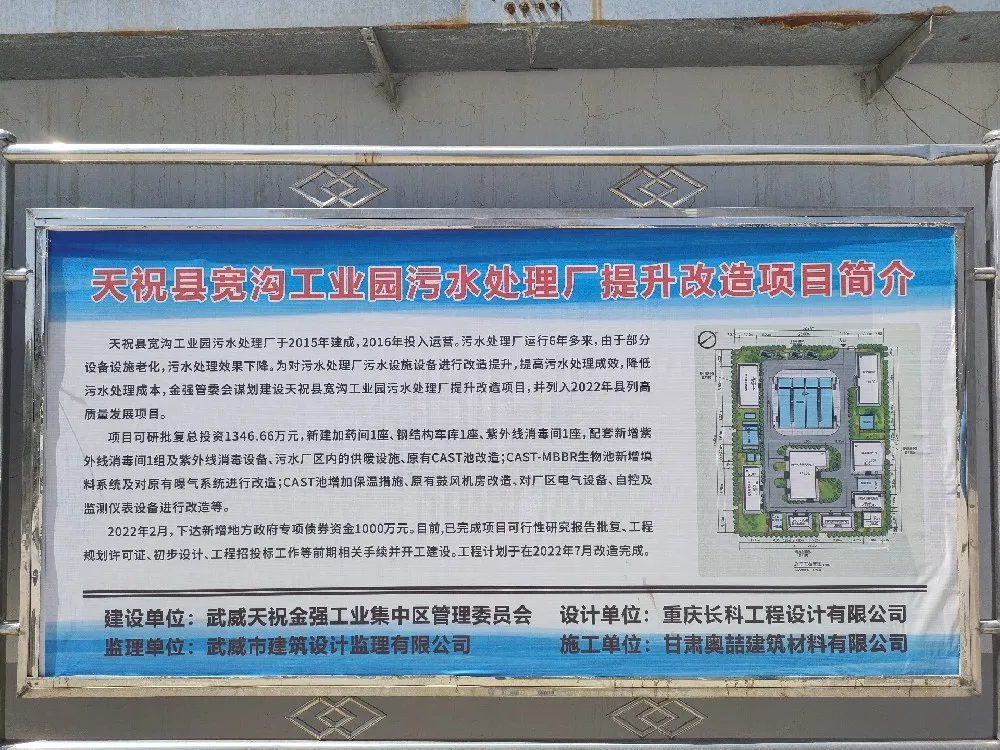 天祝县宽沟工业园污水处理厂提升改造项目简介
天祝县宽沟工业园污水处理厂于2015年建成，2016年投入运营。污水处理厂运行6年多来，由于部分
设备设施老化，污水处理效果下降。为对污水处理厂污水设施设备进行改造提升，提高污水处理成效，降低
污水处理成本，金强管委会谋划建设天祝县宽沟工业园污水处理厂提升改造项目，并列入2022年县列高
质量发展项目。
项目可研批复总投资1346.66万元，新建加药间1座、钢结构车库1座、紫外线消毒间1座，配套新增紫
外线消毒间1组及紫外线消毒设备、污水厂区内的供暖设施、原有CAST池改造；CAST-MBBR生物池新增填
料系统及对原有曝气系统进行改造；CAST池增加保温措施、原有鼓风机房改造、对厂区电气设备、自控及
监测仪表设备进行改造等。
2022年2月，下达新增地方政府专项债券资金1000万元。目前，已完成项目可行性研究报告批复、工程
规划许可证、初步设计、工程招投标工作等前期相关手续并开工建设。工程计划于在2022年7月改造完成。
建设单位：武威天祝金强工业集中区管理委员会 设计单位：重庆长科工程设计有限公司
监理单位：武威市建筑设计监理有限公司 施工单位：甘肃奥喆建筑材料有限公司